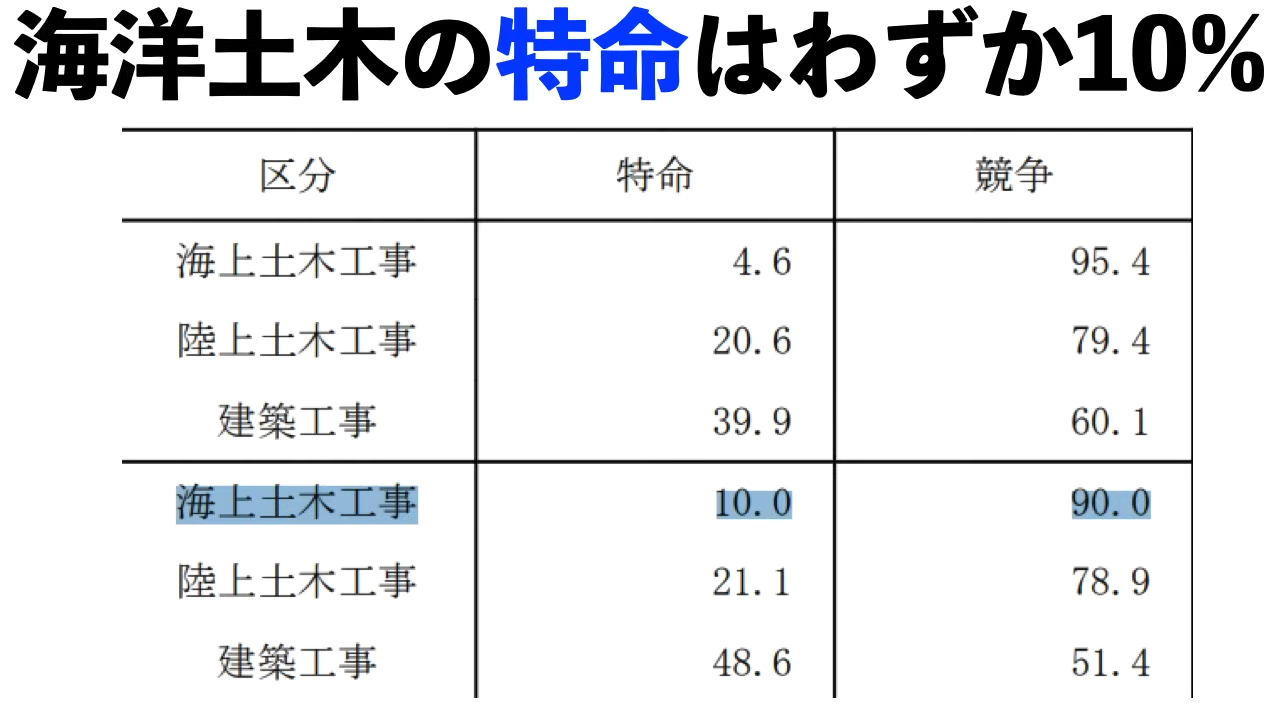 海洋土木の特命はわずか10%
区分 特命 競争
海上土木工事 4.6 95.4
陸上土木工事 20.6 79.4
建築工事 39.9 60.1
海上土木工事 10.0 90.0
陸上土木工事 21.1 78.9
建築工事 48.6 51.4